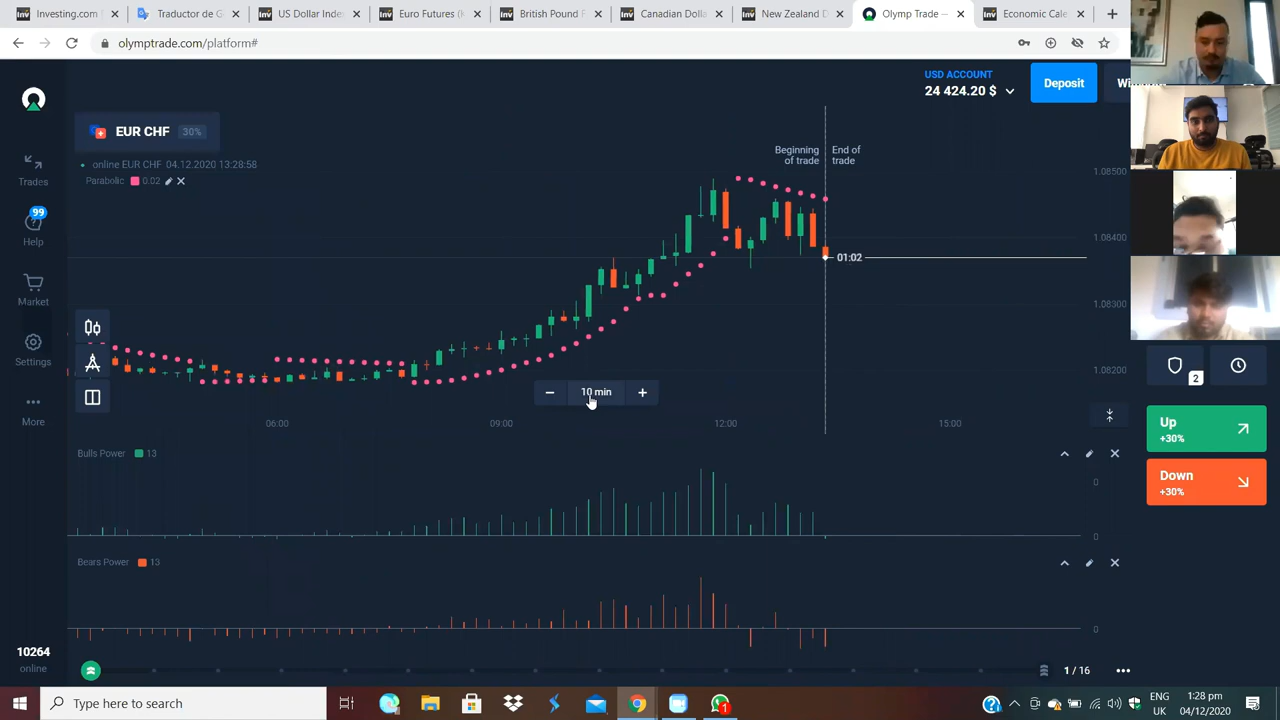 Investing.com |
Traductor de G
US Dollar Inde
Euro Futures (
British Pound F
Canadian Dolla
New Zealand D
Olymp Trade —
Economic Cale
olymptrade.com/platform#
USD ACCOUNT
24 424.20 $
Deposit
EUR CHF 30%
online EUR CHF 04.12.2020 13:28:58
Parabolic 0.02
Beginning of trade
End of trade
Trades
99
Help
Market
Settings
More
1.08500
1.08400
1.08300
1.08200
01:02
10 min
06:00
09:00
12:00
15:00
2
Up
+30%
Down
+30%
Bulls Power 13
0
0
Bears Power 13
0
10264
online
1 / 16
Type here to search
1
ENG
UK
1:28 pm
04/12/2020